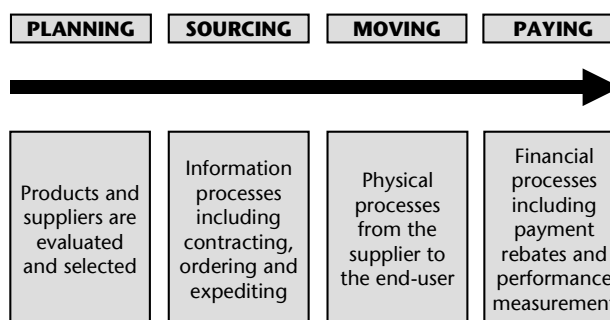 PLANNING
SOURCING
MOVING
PAYING
Products and
suppliers are
evaluated
and selected
Information
processes
including
contracting,
ordering and
expediting
Physical
processes
from the
supplier to
the end-user
Financial
processes
including
payment
rebates and
performance
measurement